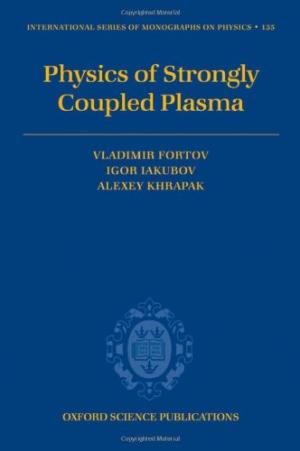 INTERNATIONAL SERIES OF MONOGRAPHS ON PHYSICS • 135
Physics of Strongly
Coupled Plasma
VLADIMIR FORTOV
IGOR IAKUBOV
ALEXEY KHRAPAK
OXFORD SCIENCE PUBLICATIONS